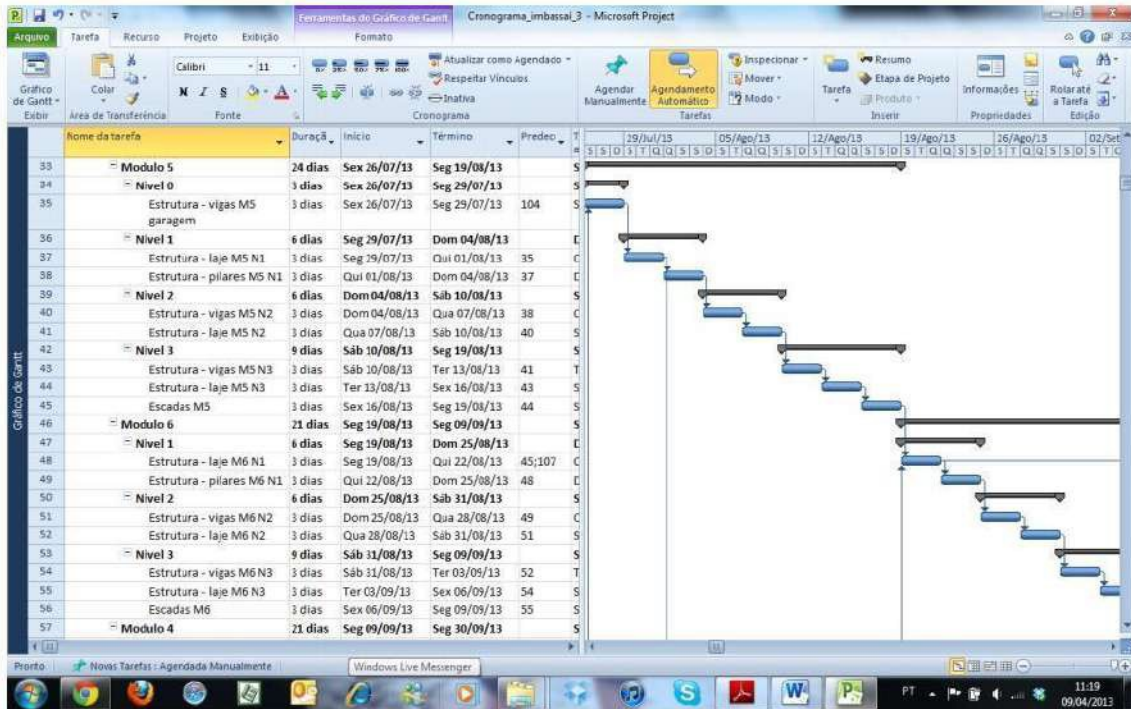 Ferramentas do Gráfico de Gantt Cronograma_imbassai_3 - Microsoft Project
Arquivo Tarefa Recurso Projeto Exibição Formato
Gráfico de Gantt
Exibir
Colar
Área de Transferência
Calibri 11
N I S
Fonte
Atualizar como Agendado
Respeitar Vínculos
Inativa
Cronograma
Agendar Manualmente
Agendamento Automático
Inspecionar
Mover
Modo
Tarefas
Tarefa
Resumo
Etapa de Projeto
Produto
Inserir
Informações
Propriedades
Rolar até a Tarefa
Edição
Nome da tarefa Duraçã Início Término Predec
29/Jul/13 05/Ago/13 12/Ago/13 19/Ago/13 26/Ago/13 02/Set
S S D S T Q Q S S D S T Q Q S S D S T Q Q S S D S T Q Q S S D S T Q Q S S D S T Q
33 Modulo 5 24 dias Sex 26/07/13 Seg 19/08/13
34 Nivel 0 3 dias Sex 26/07/13 Seg 29/07/13
35 Estrutura - vigas M5 garagem 3 dias Sex 26/07/13 Seg 29/07/13 104
36 Nivel 1 6 dias Seg 29/07/13 Dom 04/08/13
37 Estrutura - laje M5 N1 3 dias Seg 29/07/13 Qui 01/08/13 35
38 Estrutura - pilares M5 N1 3 dias Qui 01/08/13 Dom 04/08/13 37
39 Nivel 2 6 dias Dom 04/08/13 Sáb 10/08/13
40 Estrutura - vigas M5 N2 3 dias Dom 04/08/13 Qua 07/08/13 38
41 Estrutura - laje M5 N2 3 dias Qua 07/08/13 Sáb 10/08/13 40
42 Nivel 3 9 dias Sáb 10/08/13 Seg 19/08/13
43 Estrutura - vigas M5 N3 3 dias Sáb 10/08/13 Ter 13/08/13 41
44 Estrutura - laje M5 N3 3 dias Ter 13/08/13 Sex 16/08/13 43
45 Escadas M5 3 dias Sex 16/08/13 Seg 19/08/13 44
46 Modulo 6 21 dias Seg 19/08/13 Seg 09/09/13
47 Nivel 1 6 dias Seg 19/08/13 Dom 25/08/13
48 Estrutura - laje M6 N1 3 dias Seg 19/08/13 Qui 22/08/13 45;107
49 Estrutura - pilares M6 N1 3 dias Qui 22/08/13 Dom 25/08/13 48
50 Nivel 2 6 dias Dom 25/08/13 Sáb 31/08/13
51 Estrutura - vigas M6 N2 3 dias Dom 25/08/13 Qua 28/08/13 49
52 Estrutura - laje M6 N2 3 dias Qua 28/08/13 Sáb 31/08/13 51
53 Nivel 3 9 dias Sáb 31/08/13 Seg 09/09/13
54 Estrutura - vigas M6 N3 3 dias Sáb 31/08/13 Ter 03/09/13 52
55 Estrutura - laje M6 N3 3 dias Ter 03/09/13 Sex 06/09/13 54
56 Escadas M6 3 dias Sex 06/09/13 Seg 09/09/13 55
57 Modulo 4 21 dias Seg 09/09/13 Seg 30/09/13
Gráfico de Gantt
Pronto Novas Tarefas : Agendada Manualmente Windows Live Messenger
PT 11:19
09/04/2013